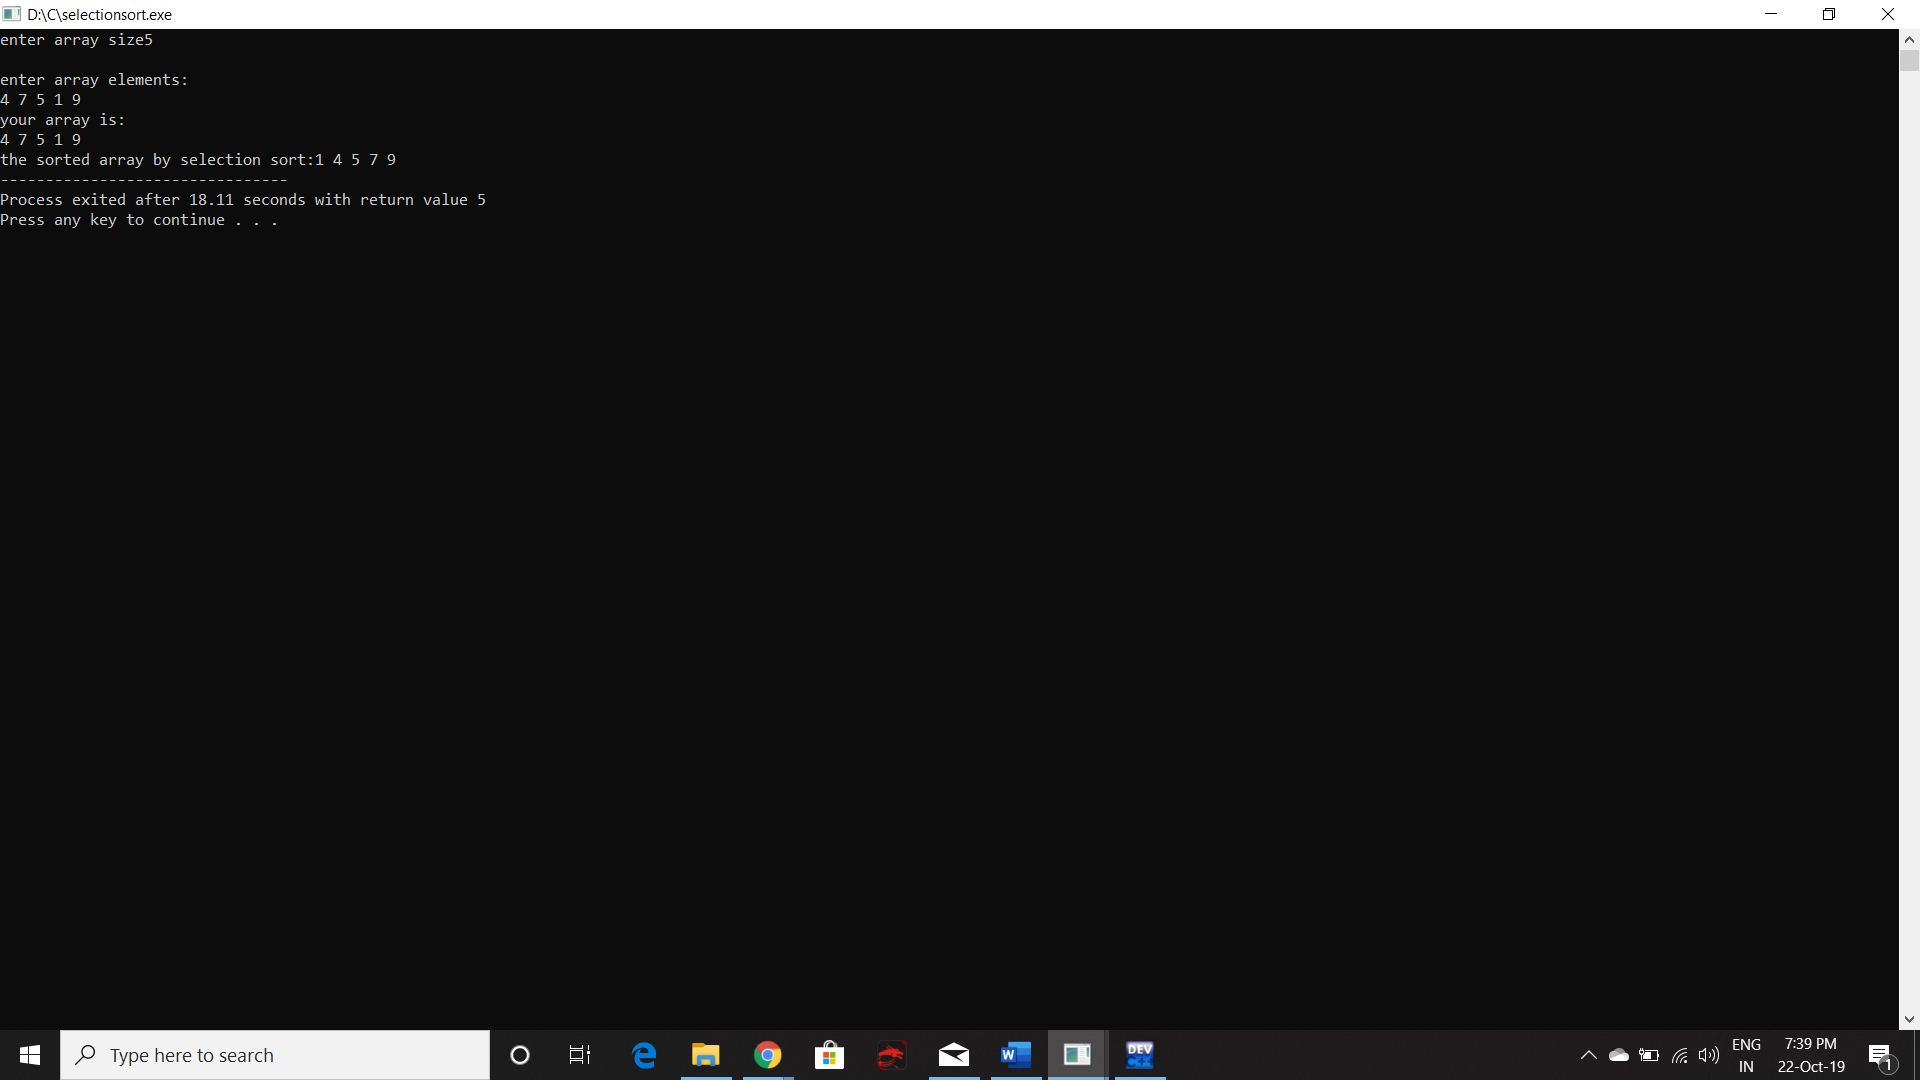 D:\C\selectionsort.exe
enter array size5
enter array elements:
4 7 5 1 9
your array is:
4 7 5 1 9
the sorted array by selection sort:1 4 5 7 9
--------------------------------
Process exited after 18.11 seconds with return value 5
Press any key to continue . . .
Type here to search
W
DEV
C++
ENG
IN
7:39 PM
22-Oct-19
1